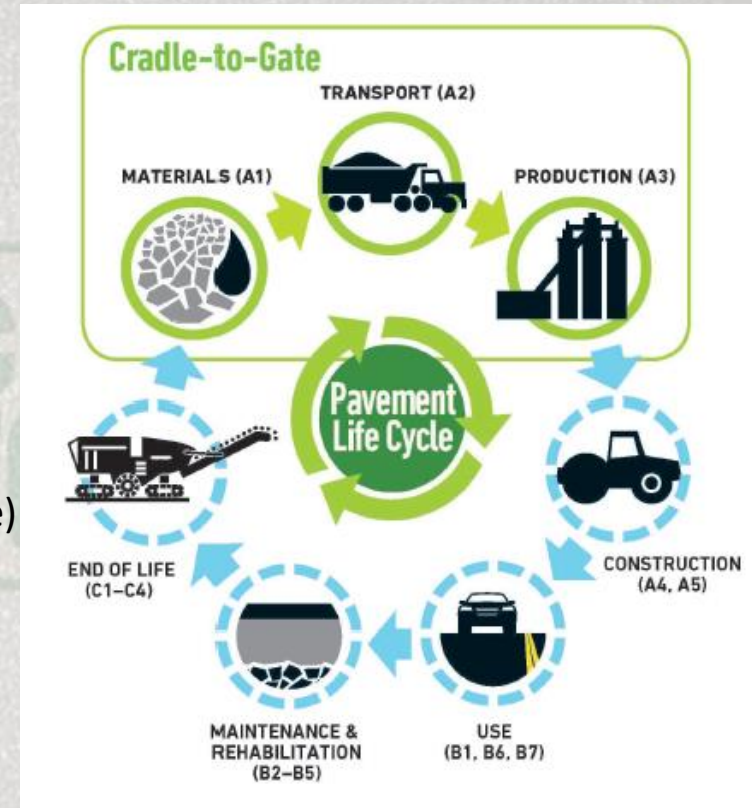 Cradle-to-Gate
TRANSPORT (A2)
MATERIALS (A1)
PRODUCTION (A3)
Pavement
Life Cycle
e)
END OF LIFE
(C1–C4)
CONSTRUCTION
(A4, A5)
MAINTENANCE &
REHABILITATION
(B2–B5)
USE
(B1, B6, B7)